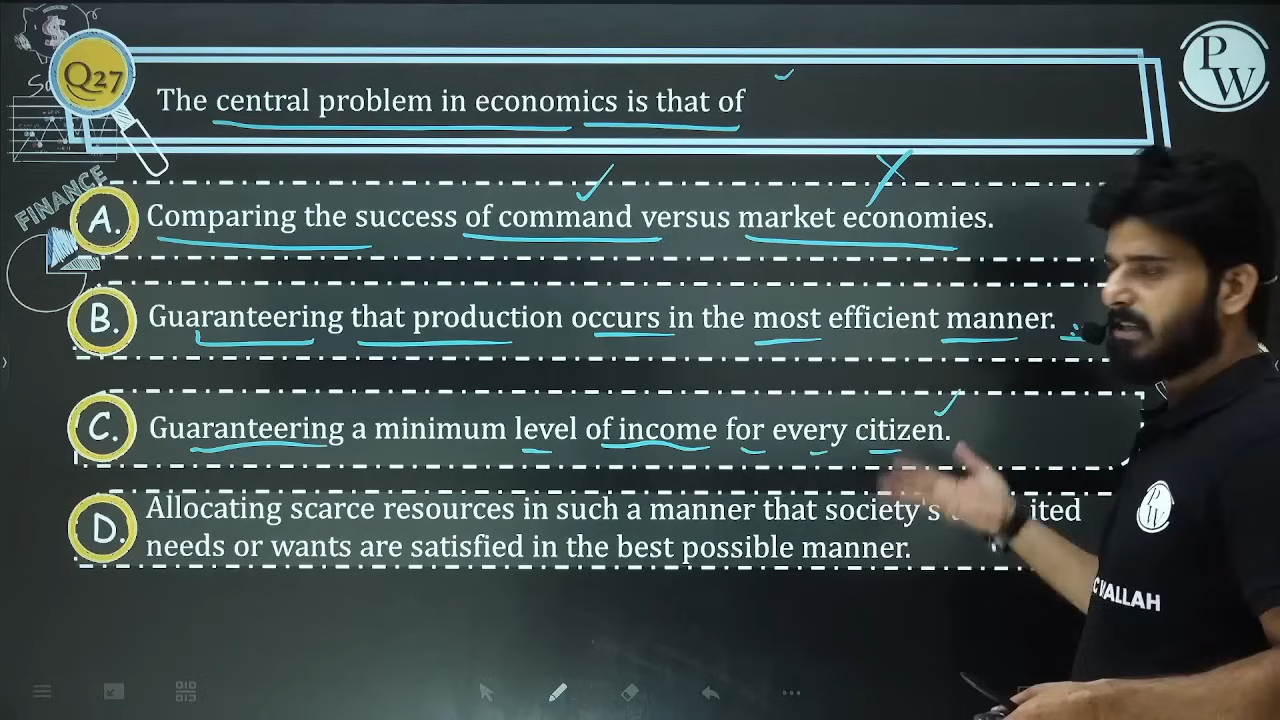 Q27
The central problem in economics is that of
PW
FINANCE
A. Comparing the success of command versus market economies.
B. Guaranteeing that production occurs in the most efficient manner.
C. Guaranteeing a minimum level of income for every citizen.
D. Allocating scarce resources in such a manner that society's
needs or wants are satisfied in the best possible manner.
PW
WALLAH